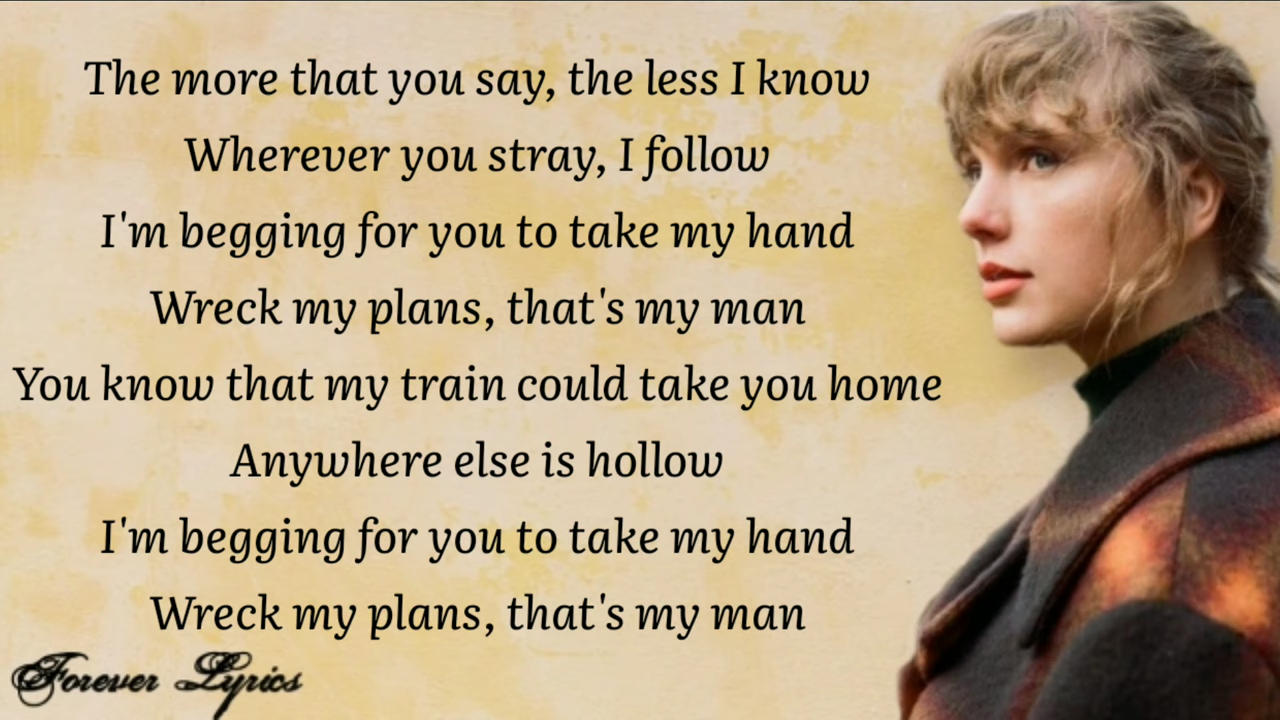 The more that you say, the less I know
Wherever you stray, I follow
I'm begging for you to take my hand
Wreck my plans, that's my man
You know that my train could take you home
Anywhere else is hollow
I'm begging for you to take my hand
Wreck my plans, that's my man
Forever Lyrics